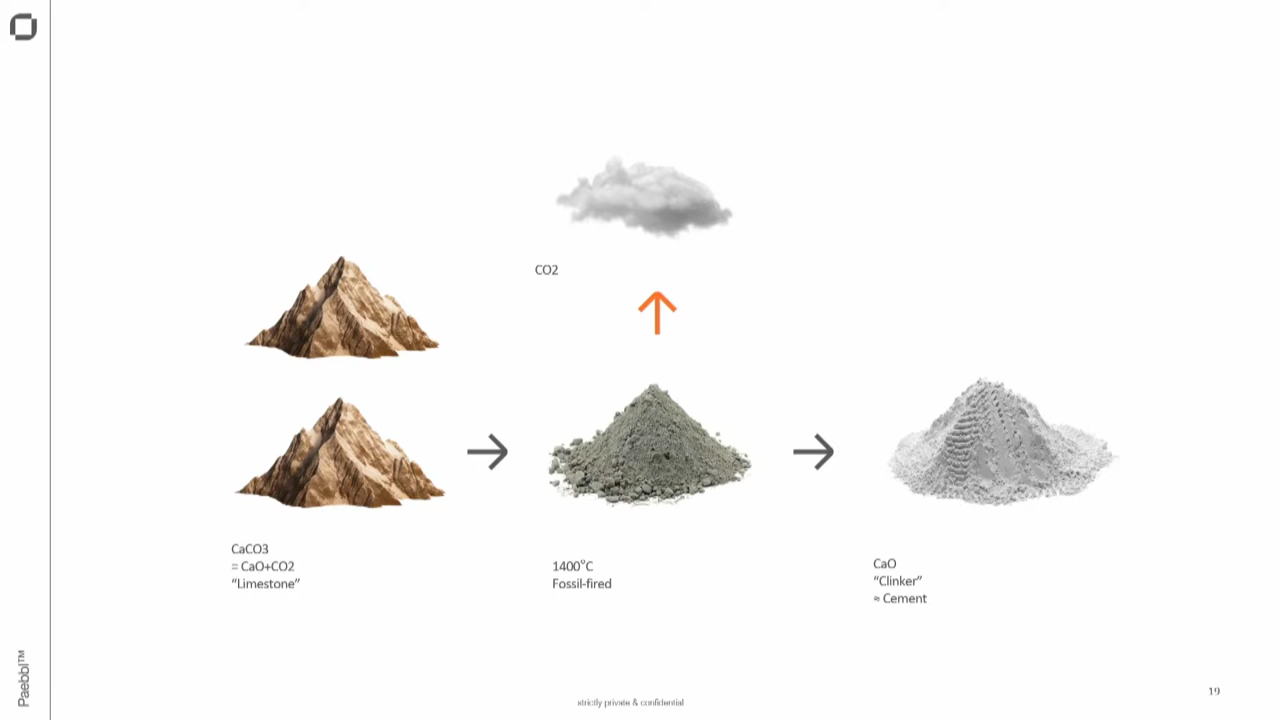 CO2
CaCO3
= CaO+CO2
“Limestone”
1400°C
Fossil-fired
CaO
“Clinker”
≈ Cement
Paebbl™
strictly private & confidential
19